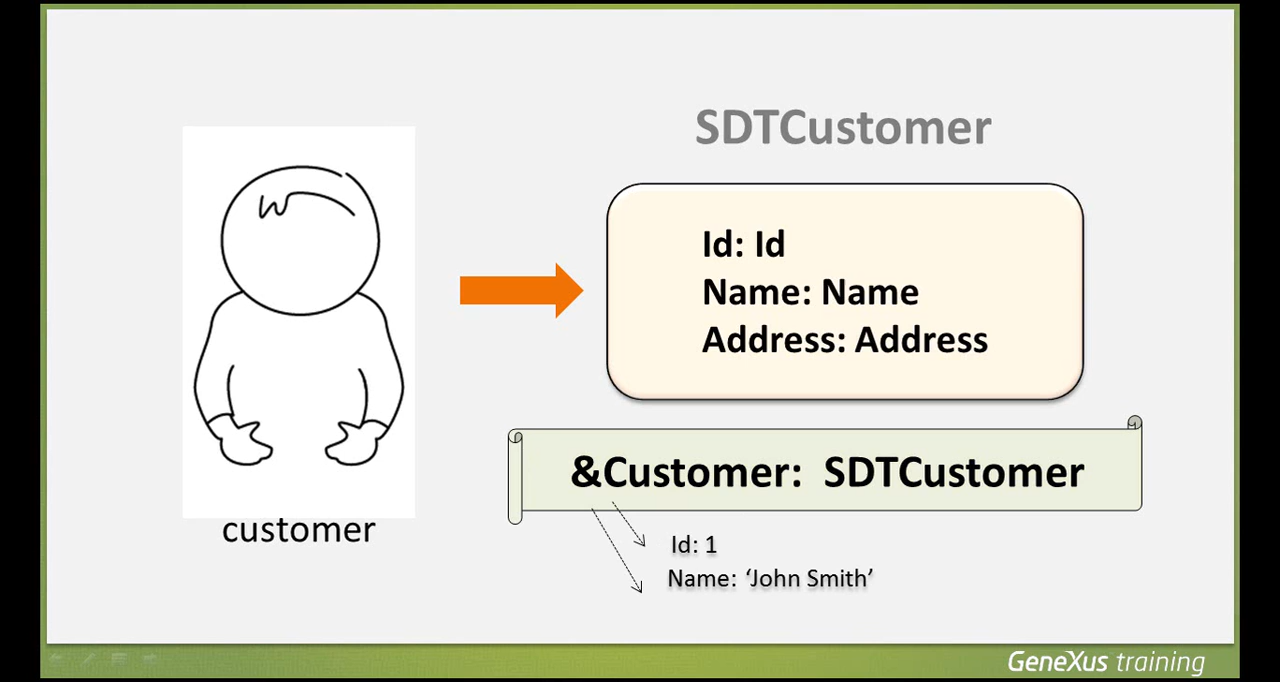 SDTCustomer
Id: Id
Name: Name
Address: Address
&Customer: SDTCustomer
customer
Id: 1
Name: ‘John Smith’
GeneXus training